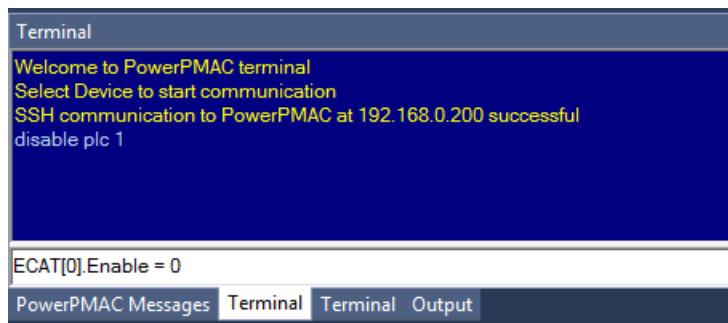 Terminal
Welcome to PowerPMAC terminal
Select Device to start communication
SSH communication to PowerPMAC at 192.168.0.200 successful
disable plc 1
ECAT[0].Enable = 0
PowerPMAC Messages Terminal Terminal Output